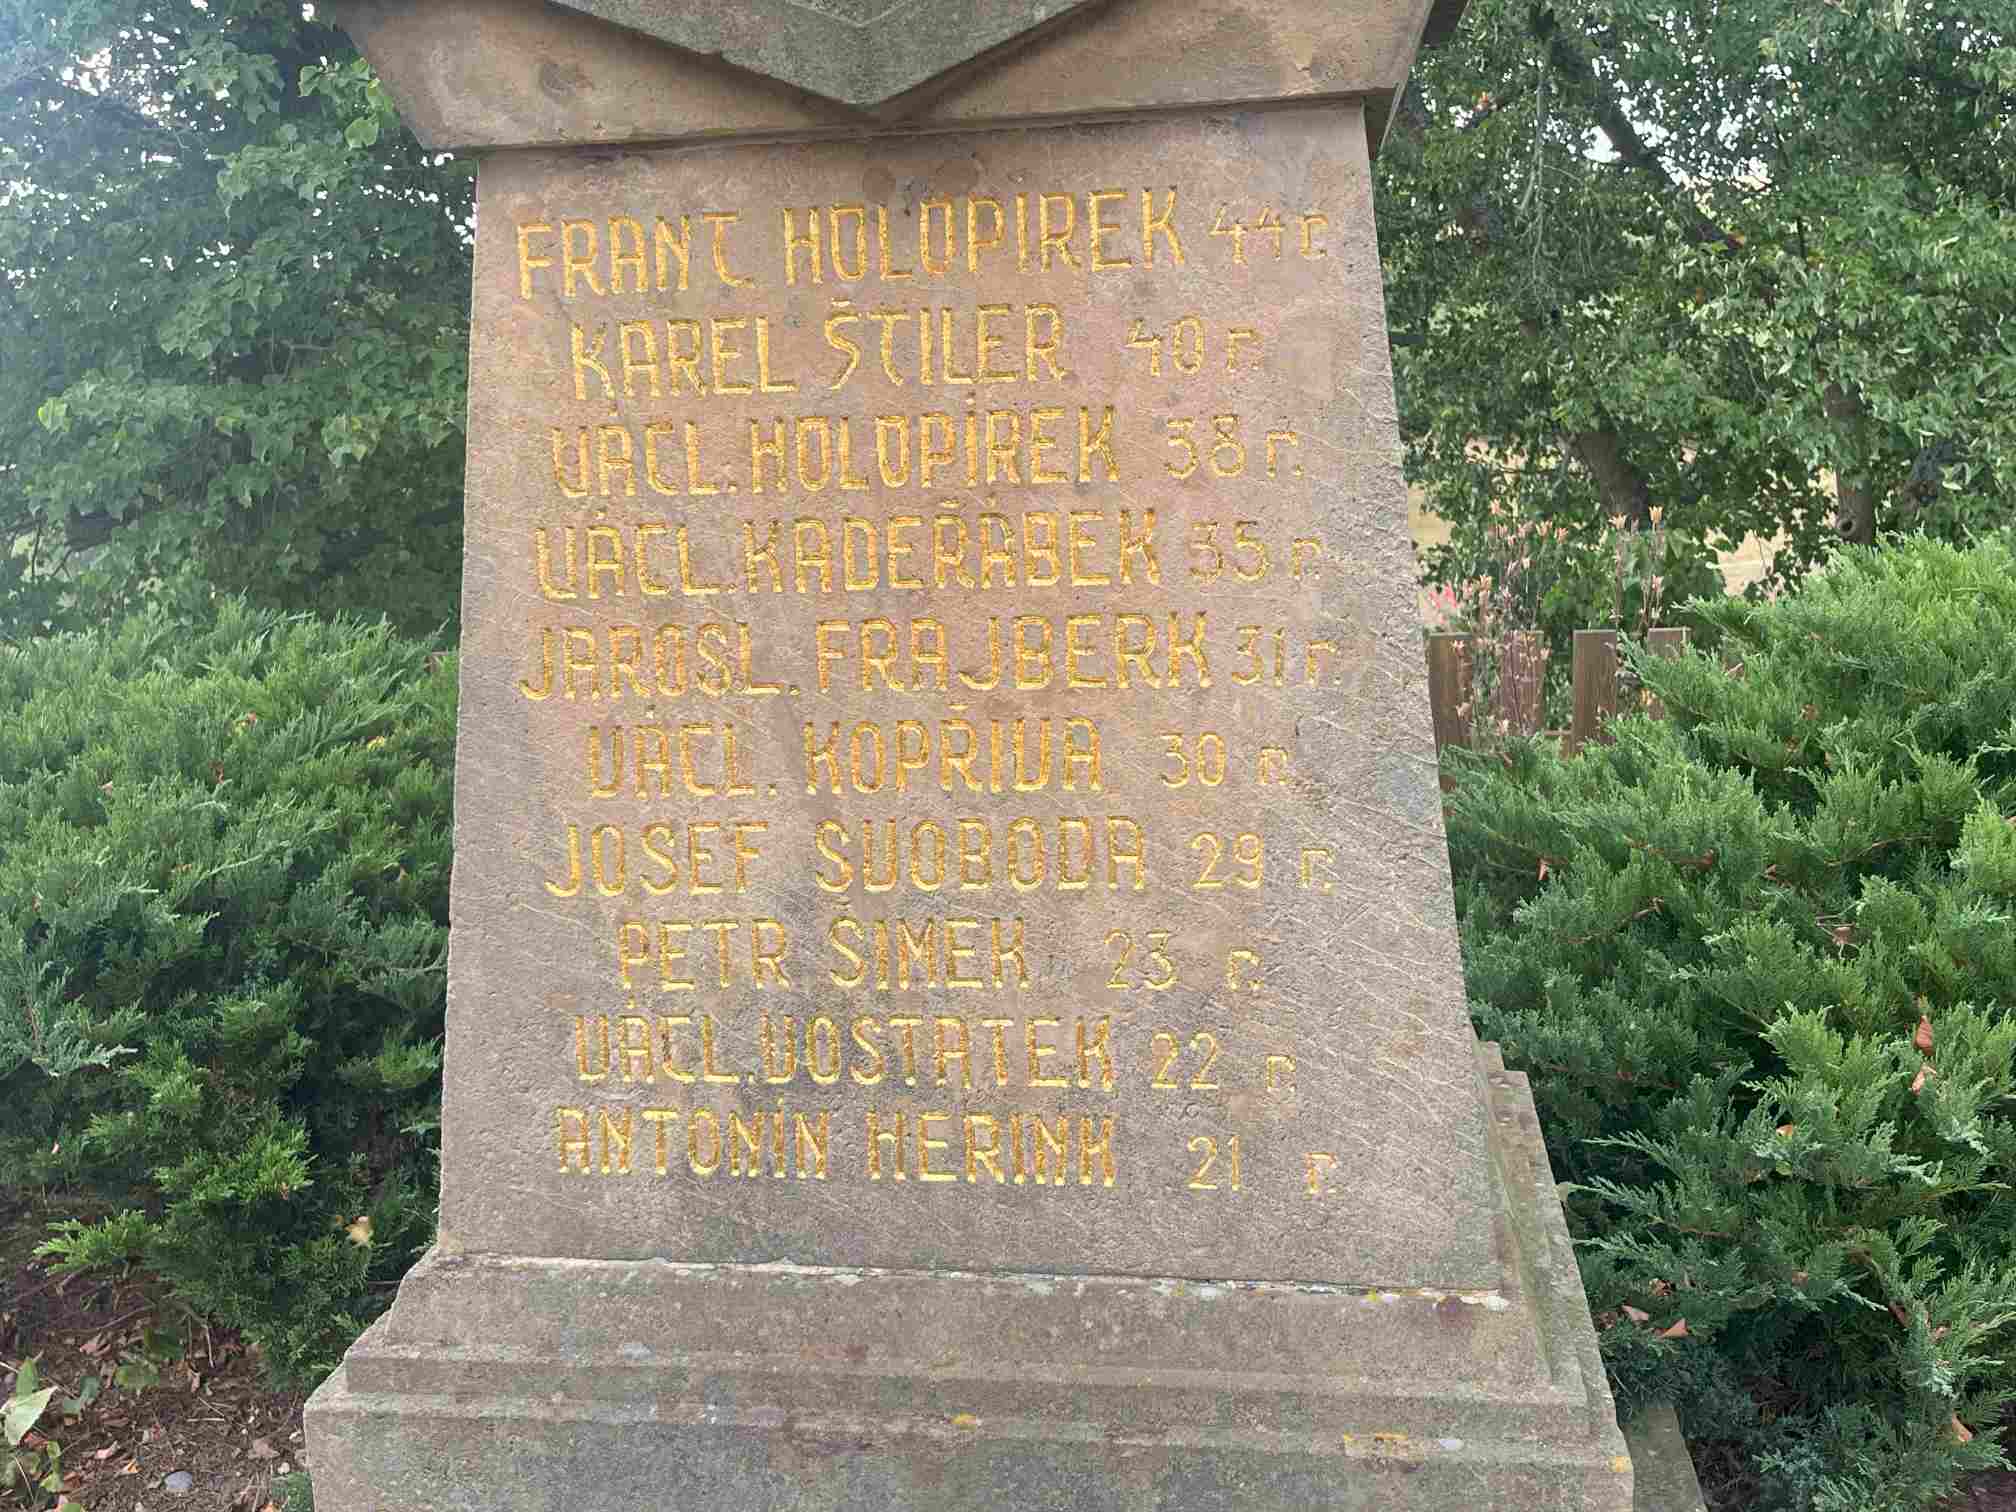 FRANT HOLOPIREK 44 r.
KAREL ŠTILER 40 r.
VÁCL. HOLOPÍREK 38 r.
VÁCL. KADEŘÁBEK 35 r.
JAROSL. FRAJBERK 31 r.
VÁCL. KOPŘIVA 30 r.
JOSEF SVOBODA 29 r.
PETR ŠIMEK 23 r.
VÁCL. VOSTATEK 22 r.
ANTONÍN HERINK 21 r.